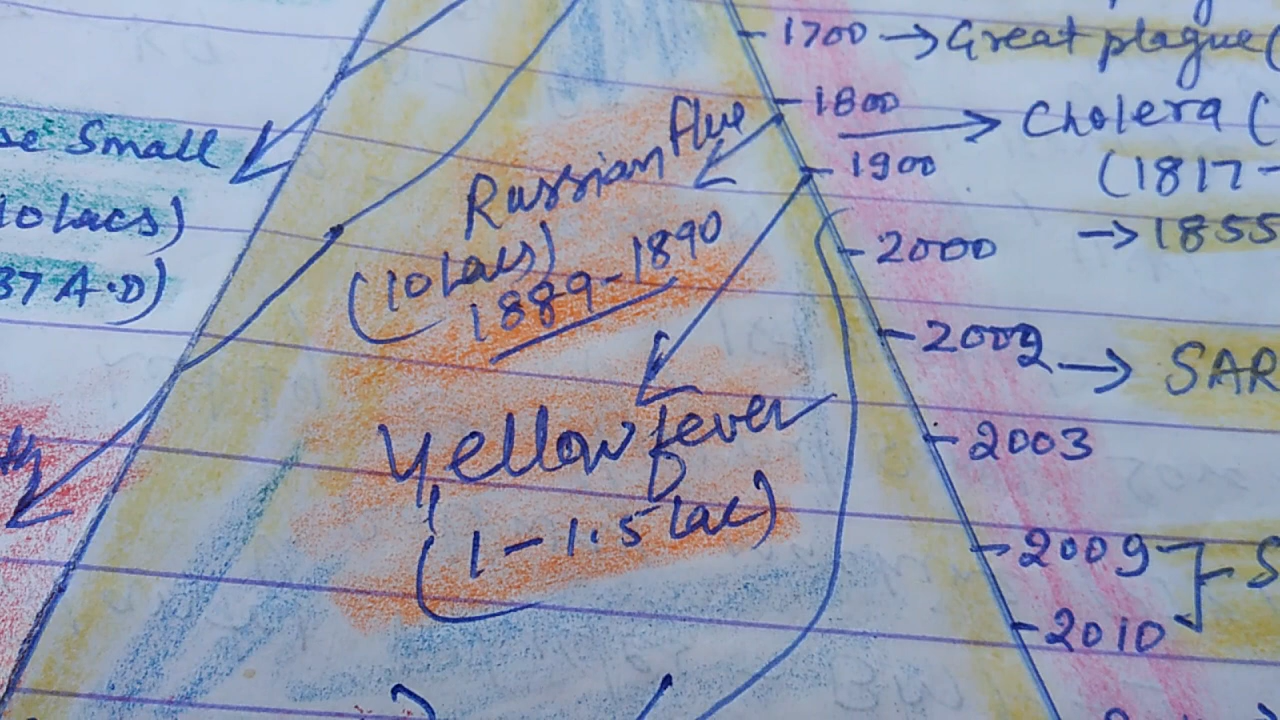 1700 → Great plague (
1800 → Cholera (
1900 (1817-
→ 1855
2000
2002 → SAR
2003
2009
2010
Small
10 lacs)
37 A.D)
Russian Flue
(10 lacs)
1889-1890
Yellow fever
(1-1.5 lac)